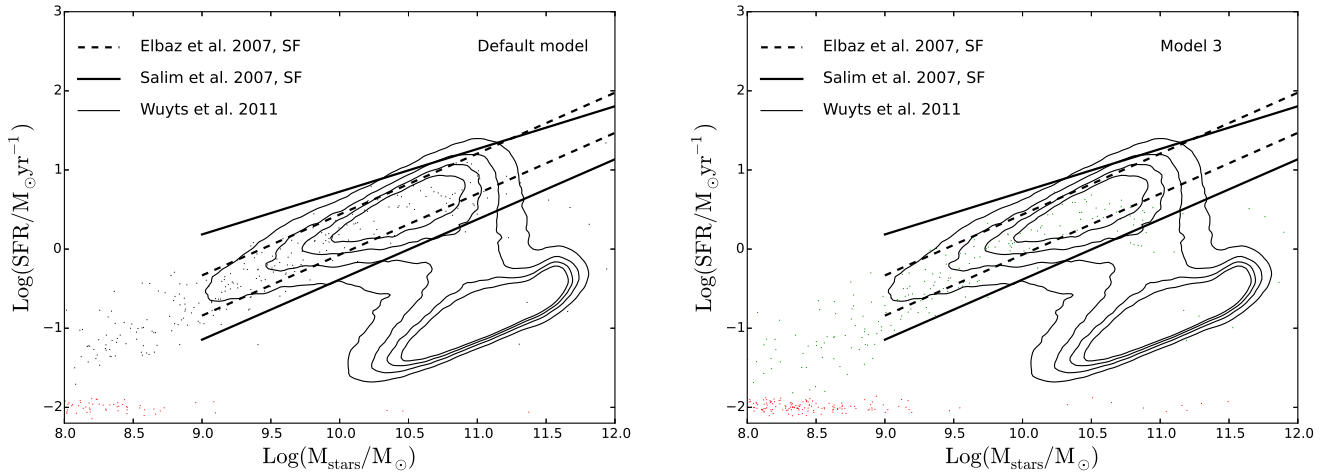 Elbaz et al. 2007, SF
Default model
Salim et al. 2007, SF
Wuyts et al. 2011
Log(SFR/M⊙yr⁻¹)
3
2
1
0
−1
−2
8.0 8.5 9.0 9.5 10.0 10.5 11.0 11.5 12.0
Log(Mstars/M⊙)
Elbaz et al. 2007, SF
Model 3
Salim et al. 2007, SF
Wuyts et al. 2011
Log(SFR/M⊙yr⁻¹)
3
2
1
0
−1
−2
8.0 8.5 9.0 9.5 10.0 10.5 11.0 11.5 12.0
Log(Mstars/M⊙)